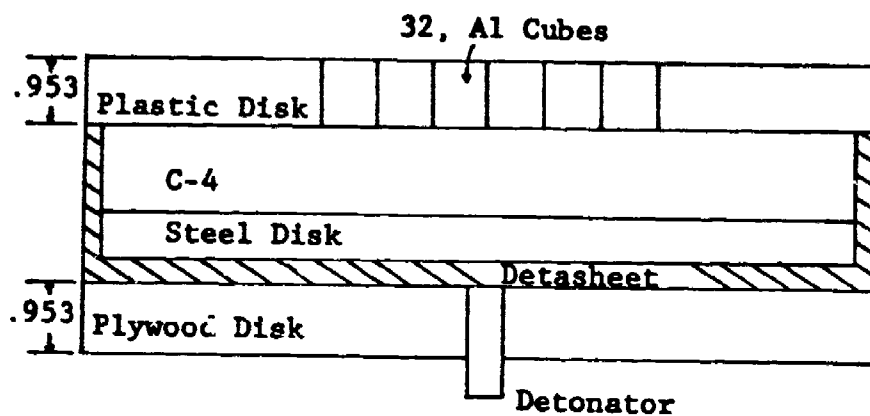 32, Al Cubes
.953
Plastic Disk
C-4
Steel Disk
Detasheet
.953
Plywood Disk
Detonator